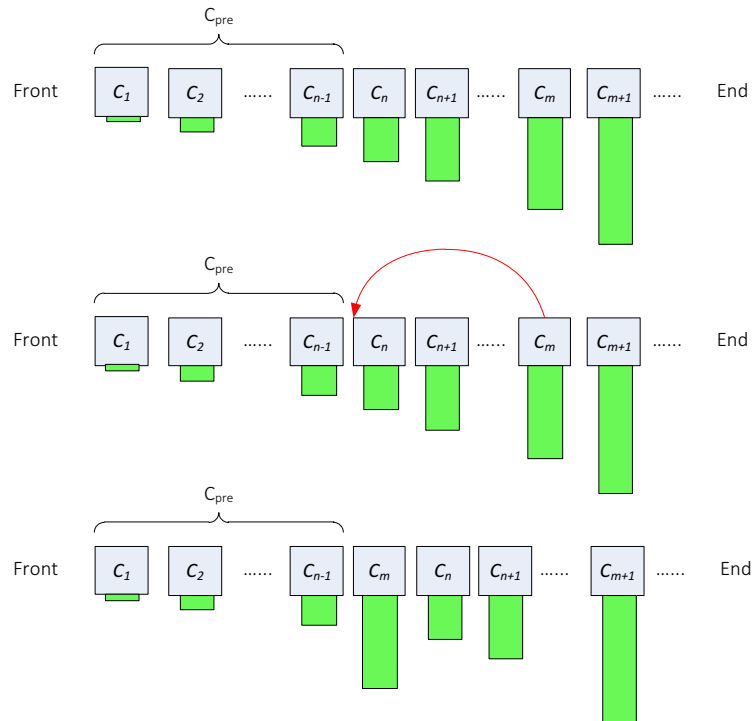 C_pre
Front C_1 C_2 ...... C_n-1 C_n C_n+1 ...... C_m C_m+1 ...... End
C_pre
Front C_1 C_2 ...... C_n-1 C_n C_n+1 ...... C_m C_m+1 ...... End
C_pre
Front C_1 C_2 ...... C_n-1 C_m C_n C_n+1 ...... C_m+1 ...... End